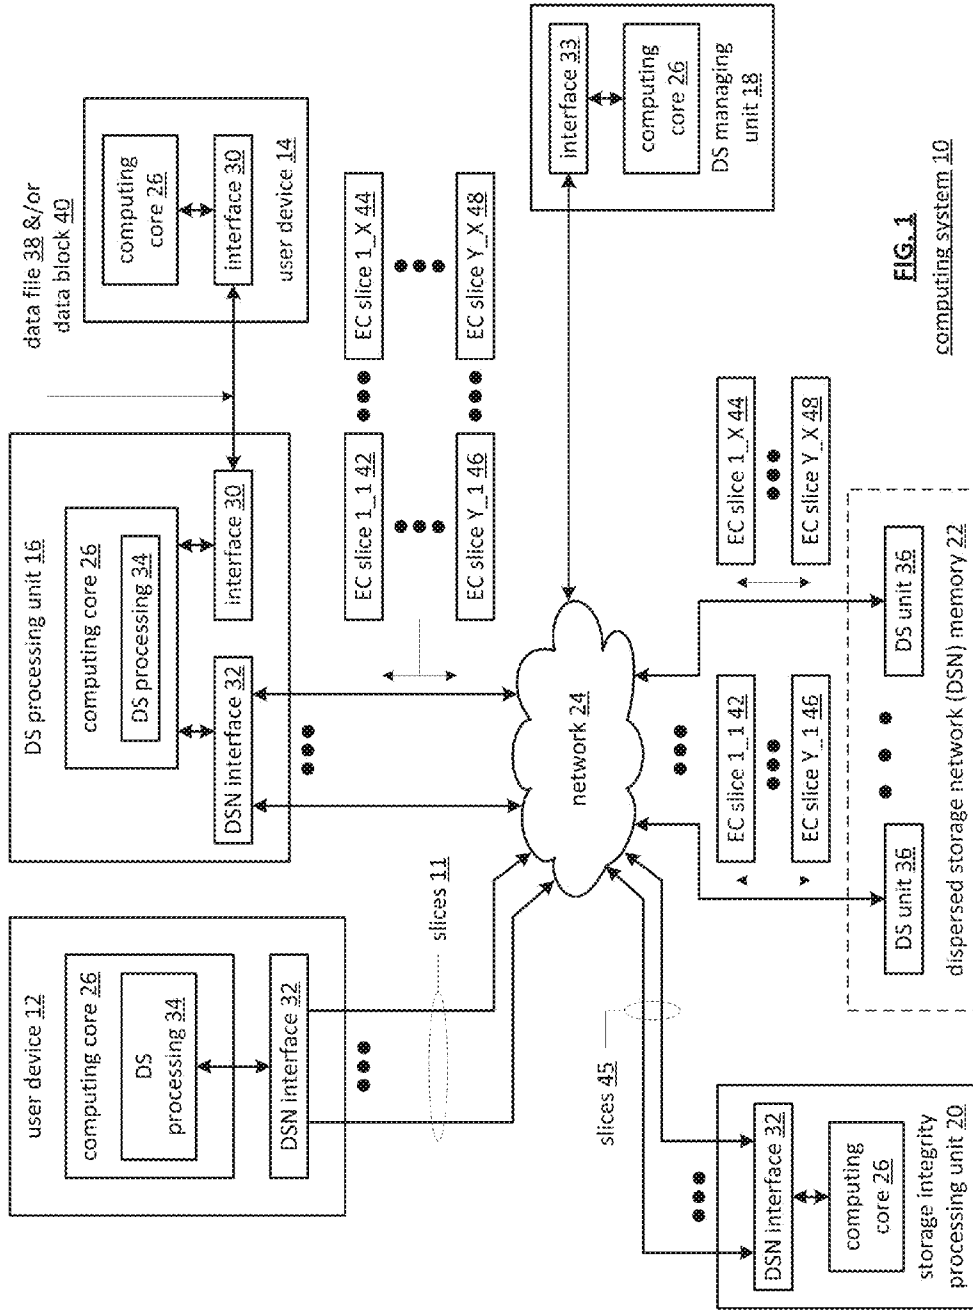 user device 12
computing core 26
DS
processing 34
DSN interface 32
slices 11
DS processing unit 16
computing core 26
DS processing 34
DSN interface 32
interface 30
data file 38 &/or
data block 40
computing
core 26
interface 30
user device 14
EC slice 1_1 42
EC slice 1_X 44
EC slice Y_1 46
EC slice Y_X 48
network 24
interface 33
computing
core 26
DS managing
unit 18
slices 45
DSN interface 32
computing
core 26
storage integrity
processing unit 20
EC slice 1_1 42
EC slice 1_X 44
EC slice Y_1 46
EC slice Y_X 48
DS unit 36
DS unit 36
dispersed storage network (DSN) memory 22
FIG. 1
computing system 10